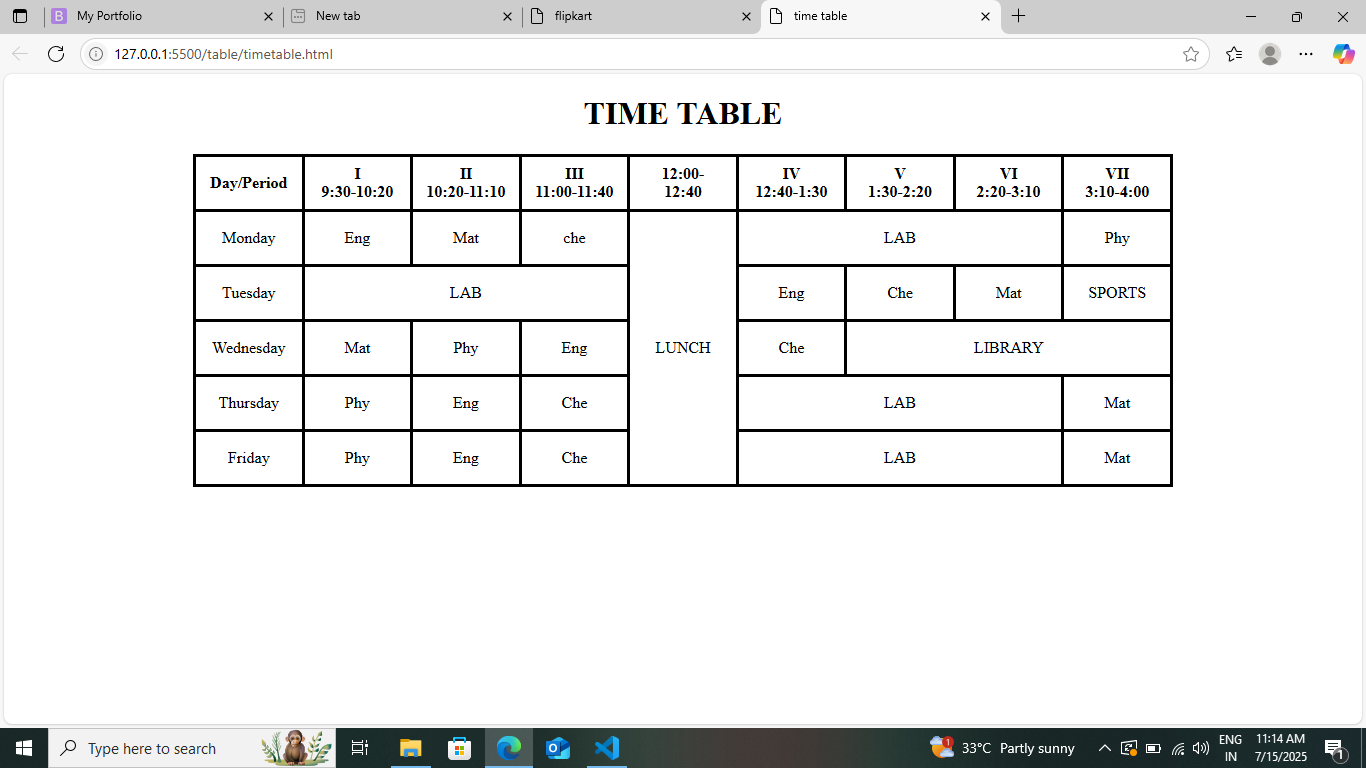 My Portfolio
New tab
flipkart
time table
127.0.0.1:5500/table/timetable.html
TIME TABLE
Day/Period I 9:30-10:20 II 10:20-11:10 III 11:00-11:40 12:00-12:40 IV 12:40-1:30 V 1:30-2:20 VI 2:20-3:10 VII 3:10-4:00
Monday Eng Mat che LAB Phy
Tuesday LAB Eng Che Mat SPORTS
Wednesday Mat Phy Eng LUNCH Che LIBRARY
Thursday Phy Eng Che LAB Mat
Friday Phy Eng Che LAB Mat
Type here to search
1
33°C Partly sunny
ENG
IN
11:14 AM
7/15/2025
1